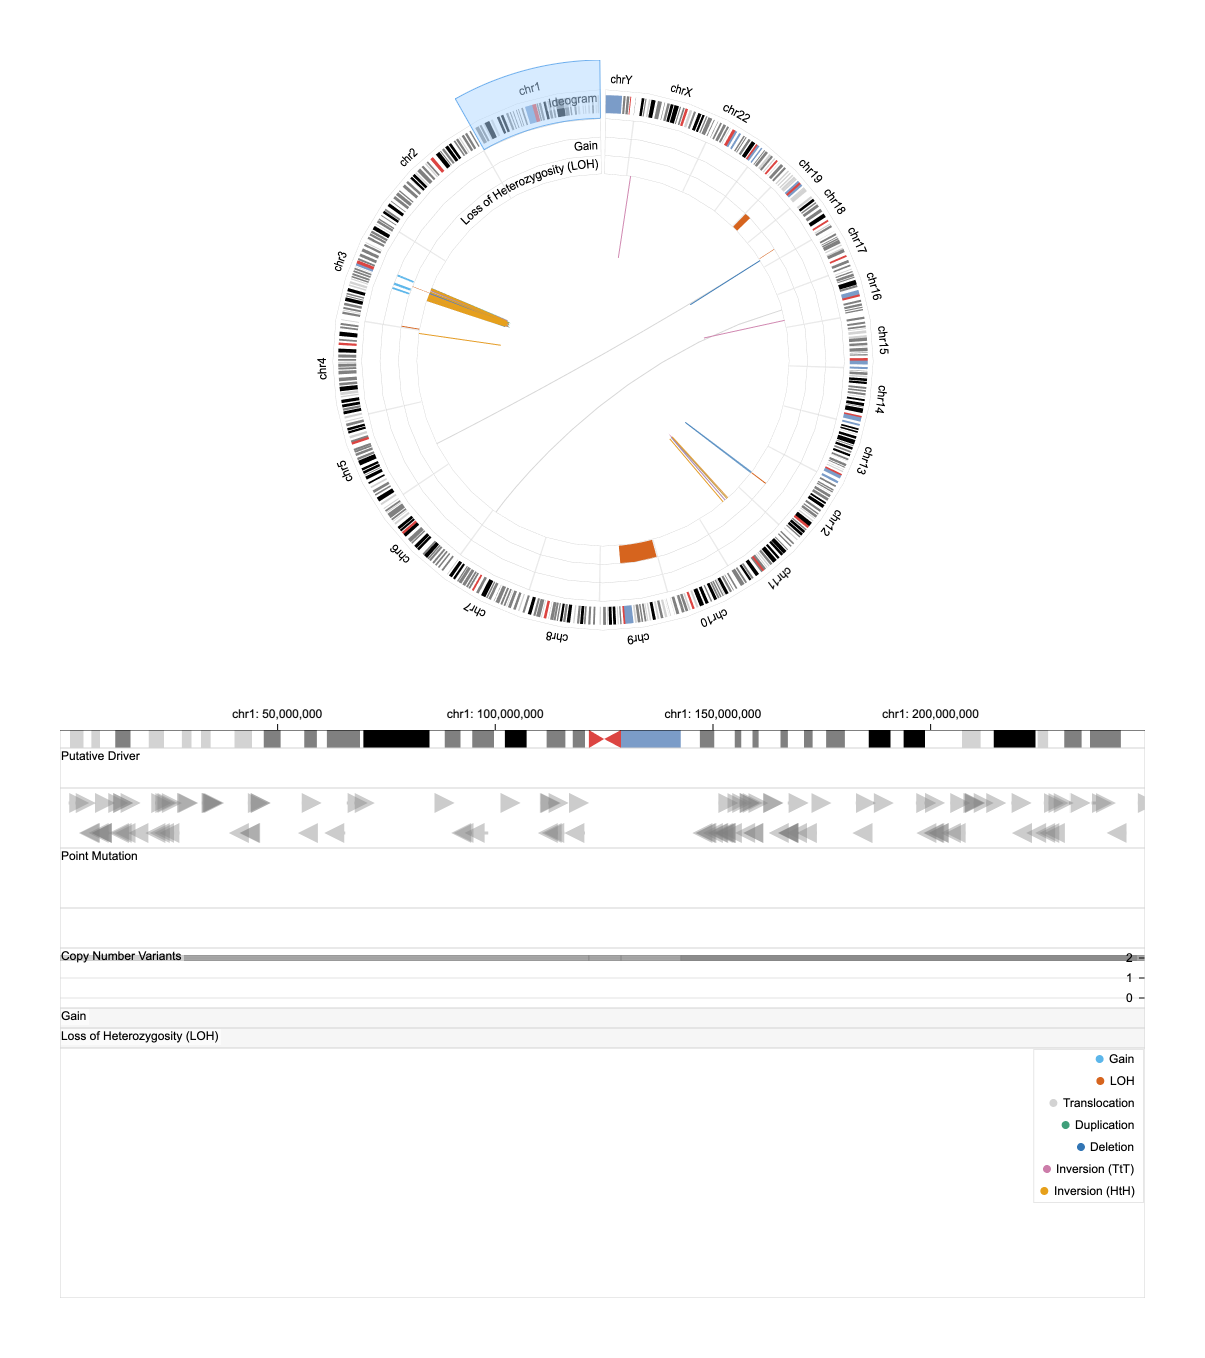 chrY
chrX
chr22
chr1
Ideogram
Gain
Loss of Heterozygosity (LOH)
chr2
chr19
chr18
chr17
chr3
chr16
chr15
chr4
chr14
chr5
chr13
chr12
chr6
chr11
chr7
chr10
chr8
chr9
chr1: 50,000,000
chr1: 100,000,000
chr1: 150,000,000
chr1: 200,000,000
Putative Driver
Point Mutation
Copy Number Variants
2
1
0
Gain
Loss of Heterozygosity (LOH)
Gain
LOH
Translocation
Duplication
Deletion
Inversion (TtT)
Inversion (HtH)